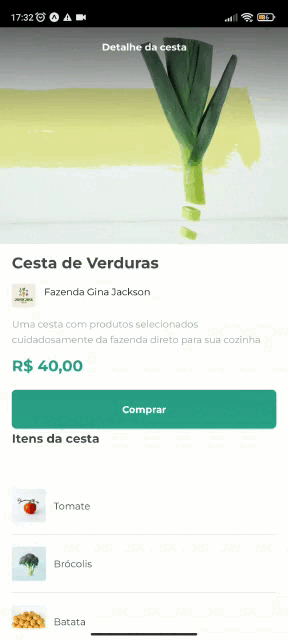 17:32
Detalhe da cesta
Cesta de Verduras
Fazenda Gina Jackson
Uma cesta com produtos selecionados
cuidadosamente da fazenda direto para sua cozinha
R$ 40,00
Comprar
Itens da cesta
Tomate
Brócolis
Batata